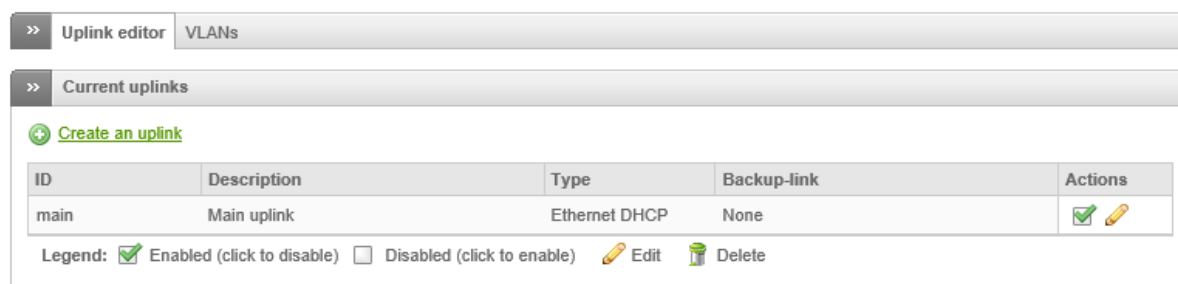 » Uplink editor VLANs
» Current uplinks
Create an uplink
ID Description Type Backup-link Actions
main Main uplink Ethernet DHCP None
Legend: Enabled (click to disable) Disabled (click to enable) Edit Delete